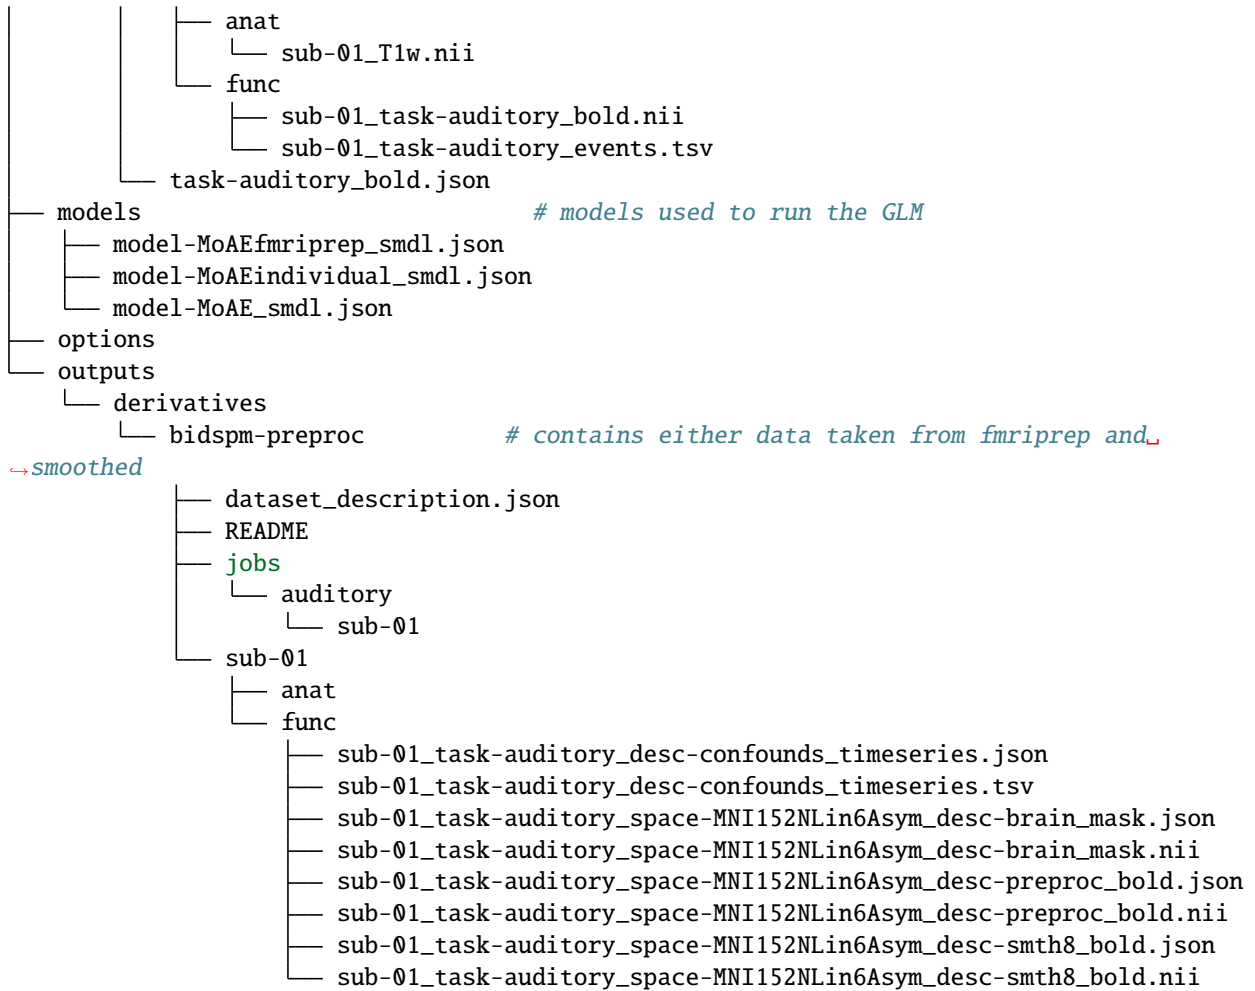 │       │   ├── anat
│       │   │   └── sub-01_T1w.nii
│       │   └── func
│       │       ├── sub-01_task-auditory_bold.nii
│       │       └── sub-01_task-auditory_events.tsv
│       └── task-auditory_bold.json
├── models                            # models used to run the GLM
│   ├── model-MoAEfmriprep_smdl.json
│   ├── model-MoAEindividual_smdl.json
│   └── model-MoAE_smdl.json
├── options
└── outputs
    └── derivatives
        └── bidspm-preproc          # contains either data taken from fmriprep and␣
↪smoothed
            ├── dataset_description.json
            ├── README
            ├── jobs
            │   └── auditory
            │       └── sub-01
            └── sub-01
                ├── anat
                └── func
                    ├── sub-01_task-auditory_desc-confounds_timeseries.json
                    ├── sub-01_task-auditory_desc-confounds_timeseries.tsv
                    ├── sub-01_task-auditory_space-MNI152NLin6Asym_desc-brain_mask.json
                    ├── sub-01_task-auditory_space-MNI152NLin6Asym_desc-brain_mask.nii
                    ├── sub-01_task-auditory_space-MNI152NLin6Asym_desc-preproc_bold.json
                    ├── sub-01_task-auditory_space-MNI152NLin6Asym_desc-preproc_bold.nii
                    ├── sub-01_task-auditory_space-MNI152NLin6Asym_desc-smth8_bold.json
                    └── sub-01_task-auditory_space-MNI152NLin6Asym_desc-smth8_bold.nii